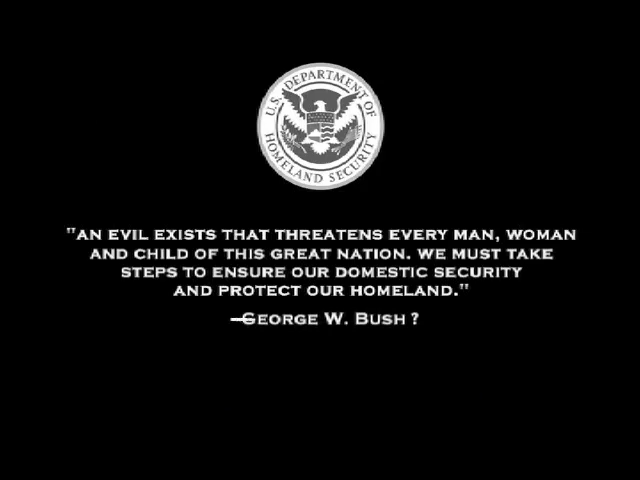 U.S. DEPARTMENT OF
HOMELAND SECURITY
"AN EVIL EXISTS THAT THREATENS EVERY MAN, WOMAN
AND CHILD OF THIS GREAT NATION. WE MUST TAKE
STEPS TO ENSURE OUR DOMESTIC SECURITY
AND PROTECT OUR HOMELAND."
—GEORGE W. BUSH ?